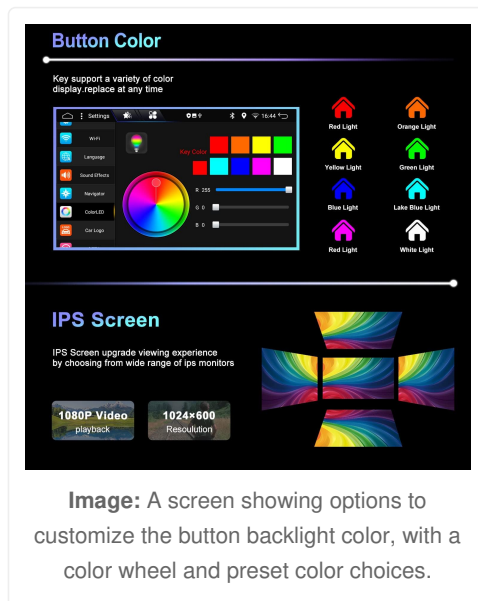 Button Color
Key support a variety of color
display.replace at any time
Settings
16:44
Wi-Fi
Language
Sound Effects
Navigator
ColorLED
Car Logo
Key Color
R 255
G 0
B 0
Red Light
Orange Light
Yellow Light
Green Light
Blue Light
Lake Blue Light
Red Light
White Light
IPS Screen
IPS Screen upgrade viewing experience
by choosing from wide range of ips monitors
1080P Video
playback
1024×600
Resoulution
Image: A screen showing options to
customize the button backlight color, with a
color wheel and preset color choices.